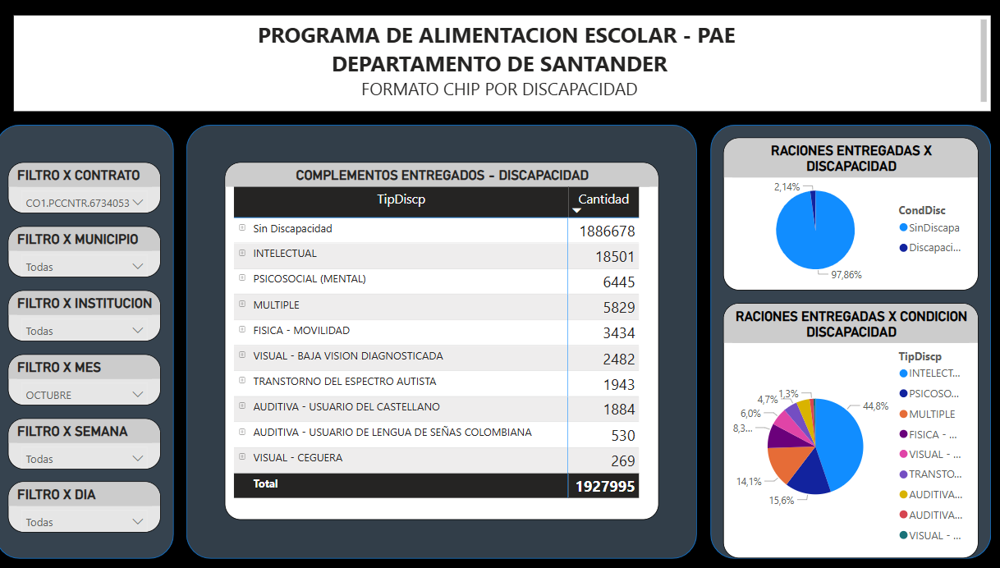 PROGRAMA DE ALIMENTACION ESCOLAR - PAE
DEPARTAMENTO DE SANTANDER
FORMATO CHIP POR DISCAPACIDAD
FILTRO X CONTRATO
CO1.PCCNTR.6734053
FILTRO X MUNICIPIO
Todas
FILTRO X INSTITUCION
Todas
FILTRO X MES
OCTUBRE
FILTRO X SEMANA
Todas
FILTRO X DIA
Todas
COMPLEMENTOS ENTREGADOS - DISCAPACIDAD
TipDiscp Cantidad
Sin Discapacidad 1886678
INTELECTUAL 18501
PSICOSOCIAL (MENTAL) 6445
MULTIPLE 5829
FISICA - MOVILIDAD 3434
VISUAL - BAJA VISION DIAGNOSTICADA 2482
TRANSTORNO DEL ESPECTRO AUTISTA 1943
AUDITIVA - USUARIO DEL CASTELLANO 1884
AUDITIVA - USUARIO DE LENGUA DE SEÑAS COLOMBIANA 530
VISUAL - CEGUERA 269
Total 1927995
RACIONES ENTREGADAS X
DISCAPACIDAD
2,14%
97,86%
CondDisc
SinDiscapa
Discapaci...
RACIONES ENTREGADAS X CONDICION
DISCAPACIDAD
44,8%
15,6%
14,1%
8,3...
6,0%
4,7%
1,3%
TipDiscp
INTELECT...
PSICOSO...
MULTIPLE
FISICA - ...
VISUAL - ...
TRANSTO...
AUDITIVA...
AUDITIVA...
VISUAL - ...